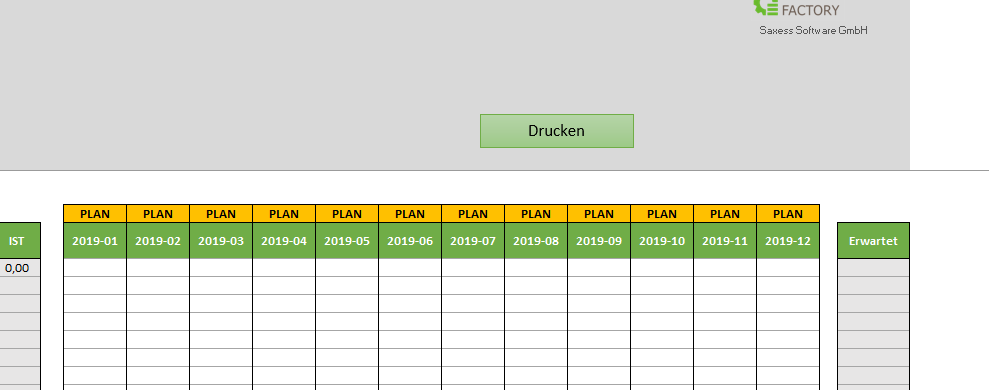 FACTORY
Saxess Software GmbH
Drucken
PLAN PLAN PLAN PLAN PLAN PLAN PLAN PLAN PLAN PLAN PLAN PLAN
IST 2019-01 2019-02 2019-03 2019-04 2019-05 2019-06 2019-07 2019-08 2019-09 2019-10 2019-11 2019-12 Erwartet
0,00